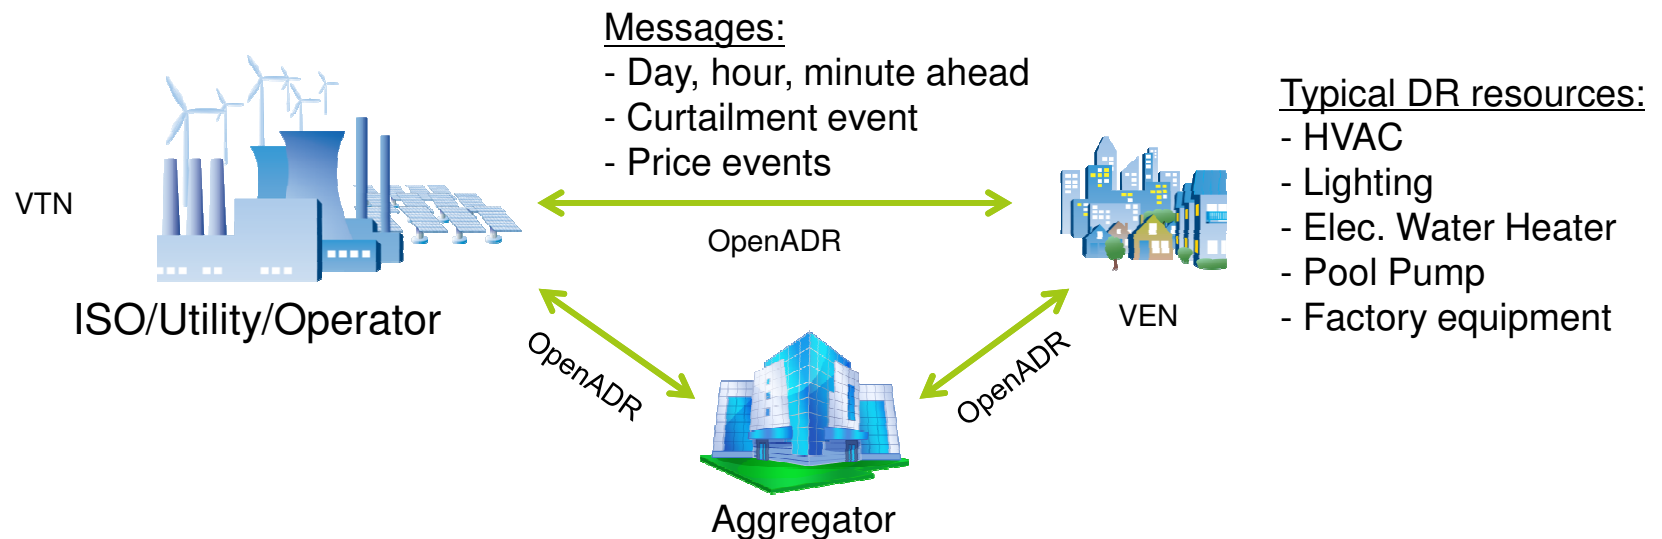 Messages:
- Day, hour, minute ahead
- Curtailment event
- Price events
Typical DR resources:
- HVAC
- Lighting
- Elec. Water Heater
- Pool Pump
- Factory equipment
VTN
OpenADR
ISO/Utility/Operator
VEN
OpenADR
OpenADR
Aggregator